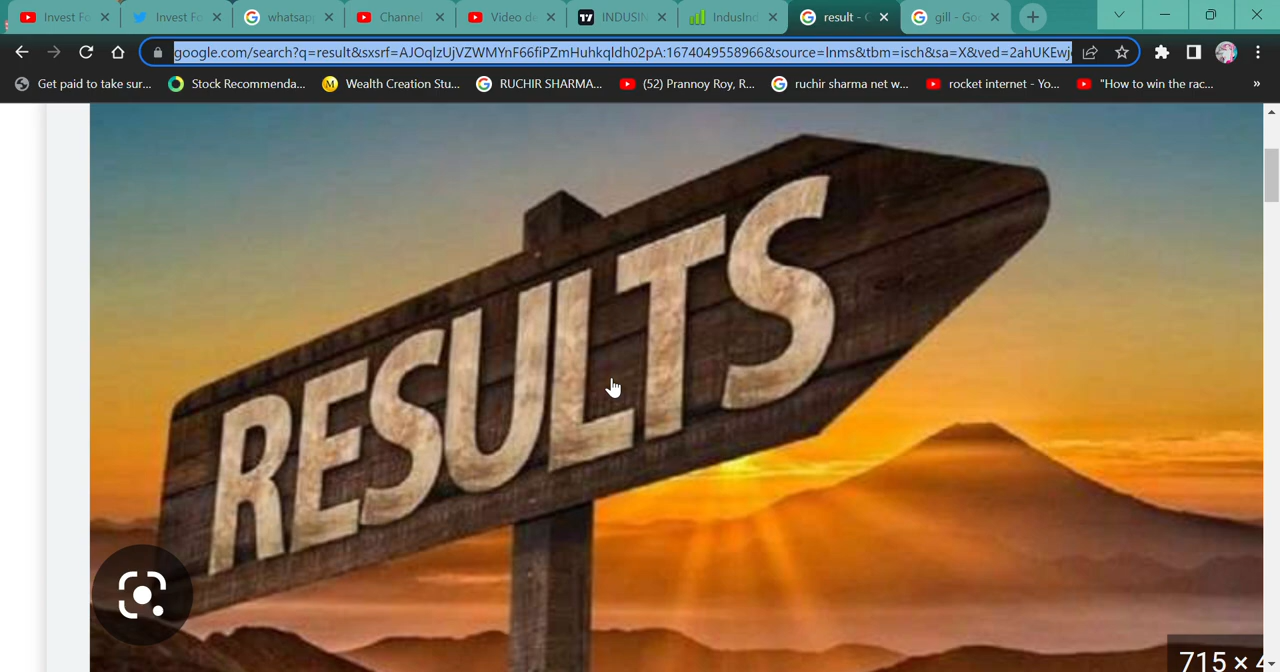 Invest Fo
Invest Fo
whatsap
Channel
Video de
INDUSIN
IndusInd
result - G
gill - Goo
google.com/search?q=result&sxsrf=AJOqlzUjVZWMYnF66fiPZmHuhkqldh02pA:1674049558966&source=lnms&tbm=isch&sa=X&ved=2ahUKEwj
Get paid to take sur...
Stock Recommenda...
Wealth Creation Stu...
RUCHIR SHARMA...
(52) Prannoy Roy, R...
ruchir sharma net w...
rocket internet - Yo...
"How to win the rac...
»
RESULTS
715 × 4